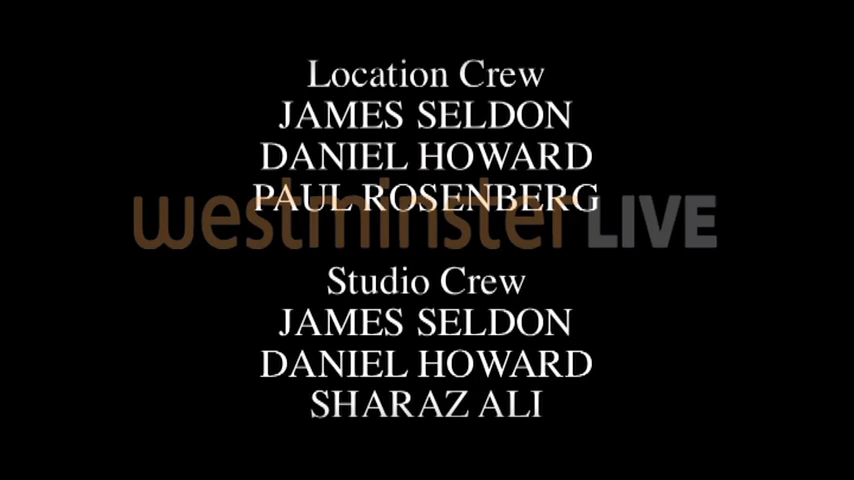 Location Crew
JAMES SELDON
DANIEL HOWARD
PAUL ROSENBERG
westminster LIVE
Studio Crew
JAMES SELDON
DANIEL HOWARD
SHARAZ ALI